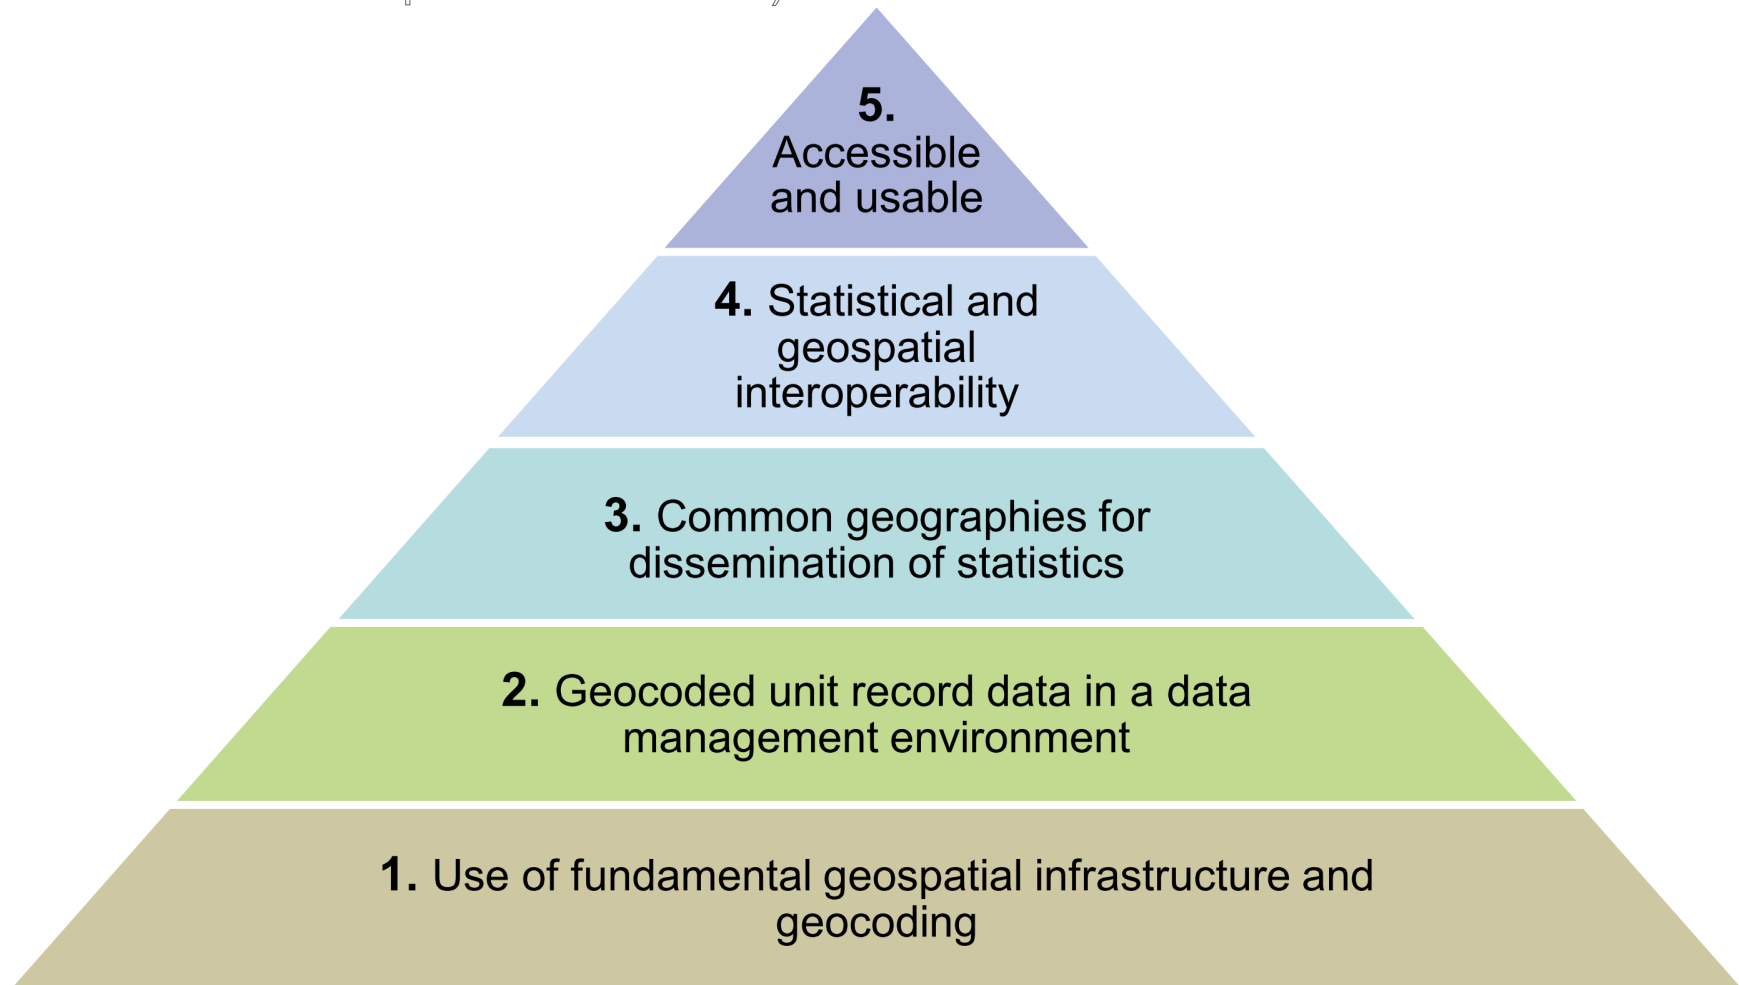 5.
Accessible
and usable
4. Statistical and
geospatial
interoperability
3. Common geographies for
dissemination of statistics
2. Geocoded unit record data in a data
management environment
1. Use of fundamental geospatial infrastructure and
geocoding